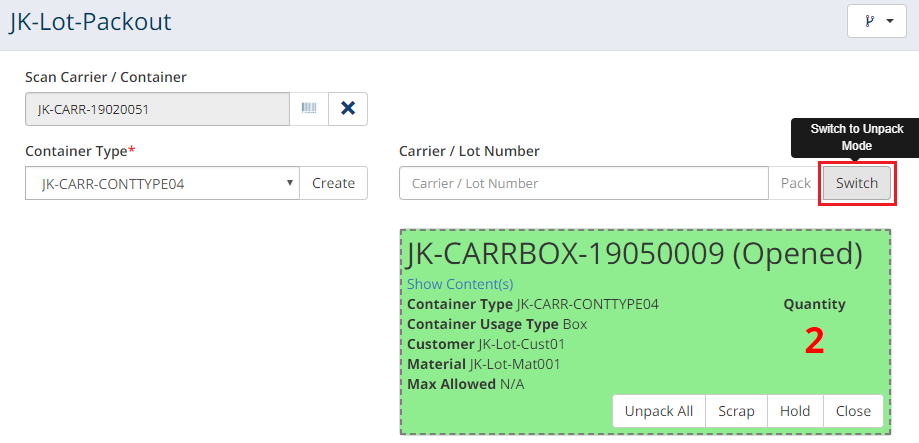 JK-Lot-Packout
Scan Carrier / Container
JK-CARR-19020051
Switch to Unpack
Mode
Container Type*
Carrier / Lot Number
JK-CARR-CONTTYPE04
Create
Carrier / Lot Number
Pack
Switch
JK-CARRBOX-19050009 (Opened)
Show Content(s)
Container Type JK-CARR-CONTTYPE04
Quantity
Container Usage Type Box
2
Customer JK-Lot-Cust01
Material JK-Lot-Mat001
Max Allowed N/A
Unpack All
Scrap
Hold
Close